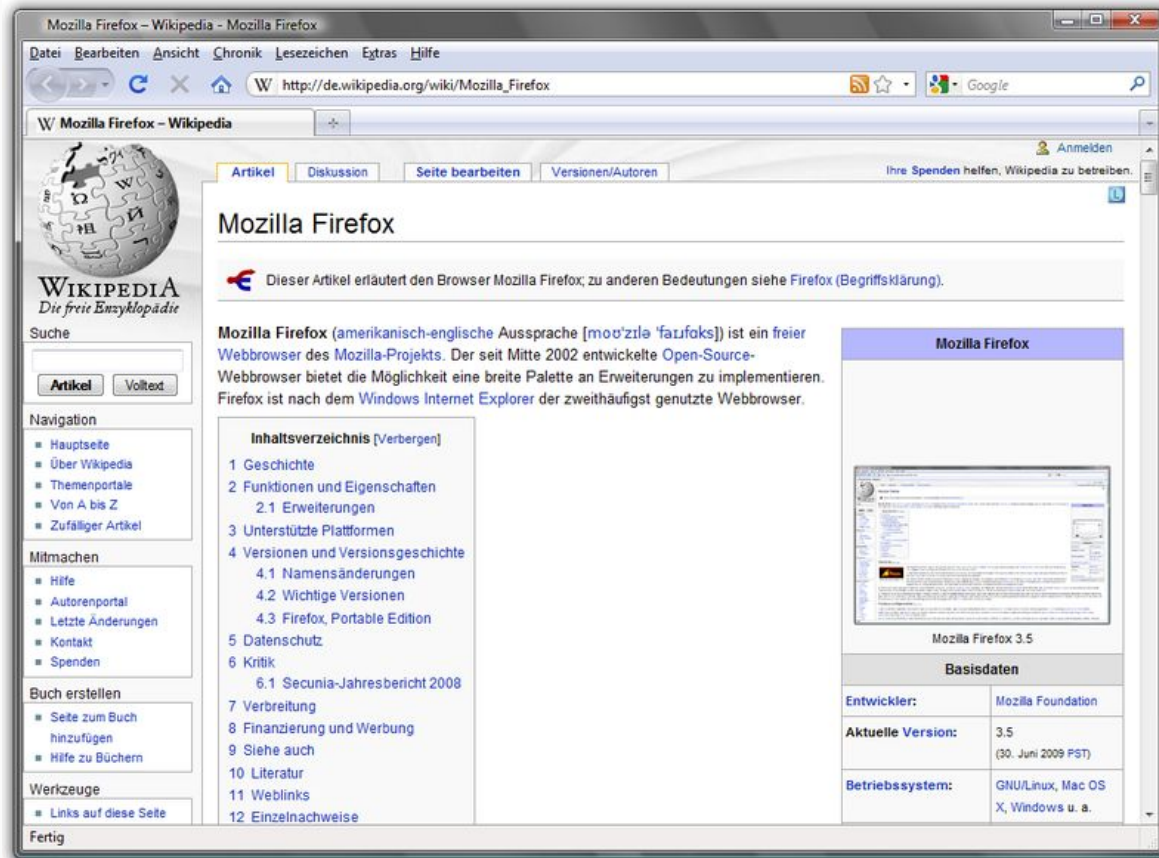 Mozilla Firefox – Wikipedia - Mozilla Firefox
Datei Bearbeiten Ansicht Chronik Lesezeichen Extras Hilfe
W http://de.wikipedia.org/wiki/Mozilla_Firefox
Google
W Mozilla Firefox – Wikipedia
Anmelden
Artikel Diskussion Seite bearbeiten Versionen/Autoren
Ihre Spenden helfen, Wikipedia zu betreiben.
L
WIKIPEDIA
Die freie Enzyklopädie
Suche
Artikel Volltext
Navigation
Hauptseite
Über Wikipedia
Themenportale
Von A bis Z
Zufälliger Artikel
Mitmachen
Hilfe
Autorenportal
Letzte Änderungen
Kontakt
Spenden
Buch erstellen
Seite zum Buch
hinzufügen
Hilfe zu Büchern
Werkzeuge
Links auf diese Seite
Mozilla Firefox
Dieser Artikel erläutert den Browser Mozilla Firefox; zu anderen Bedeutungen siehe Firefox (Begriffsklärung).
Mozilla Firefox (amerikanisch-englische Aussprache [moʊ'zɪlə 'faɪɹfɑks]) ist ein freier
Webbrowser des Mozilla-Projekts. Der seit Mitte 2002 entwickelte Open-Source-
Webbrowser bietet die Möglichkeit eine breite Palette an Erweiterungen zu implementieren.
Firefox ist nach dem Windows Internet Explorer der zweithäufigst genutzte Webbrowser.
Inhaltsverzeichnis [Verbergen]
1 Geschichte
2 Funktionen und Eigenschaften
2.1 Erweiterungen
3 Unterstützte Plattformen
4 Versionen und Versionsgeschichte
4.1 Namensänderungen
4.2 Wichtige Versionen
4.3 Firefox, Portable Edition
5 Datenschutz
6 Kritik
6.1 Secunia-Jahresbericht 2008
7 Verbreitung
8 Finanzierung und Werbung
9 Siehe auch
10 Literatur
11 Weblinks
12 Einzelnachweise
Mozilla Firefox
Mozilla Firefox 3.5
Basisdaten
Entwickler: Mozilla Foundation
Aktuelle Version: 3.5
(30. Juni 2009 PST)
Betriebssystem: GNU/Linux, Mac OS
X, Windows u. a.
Fertig